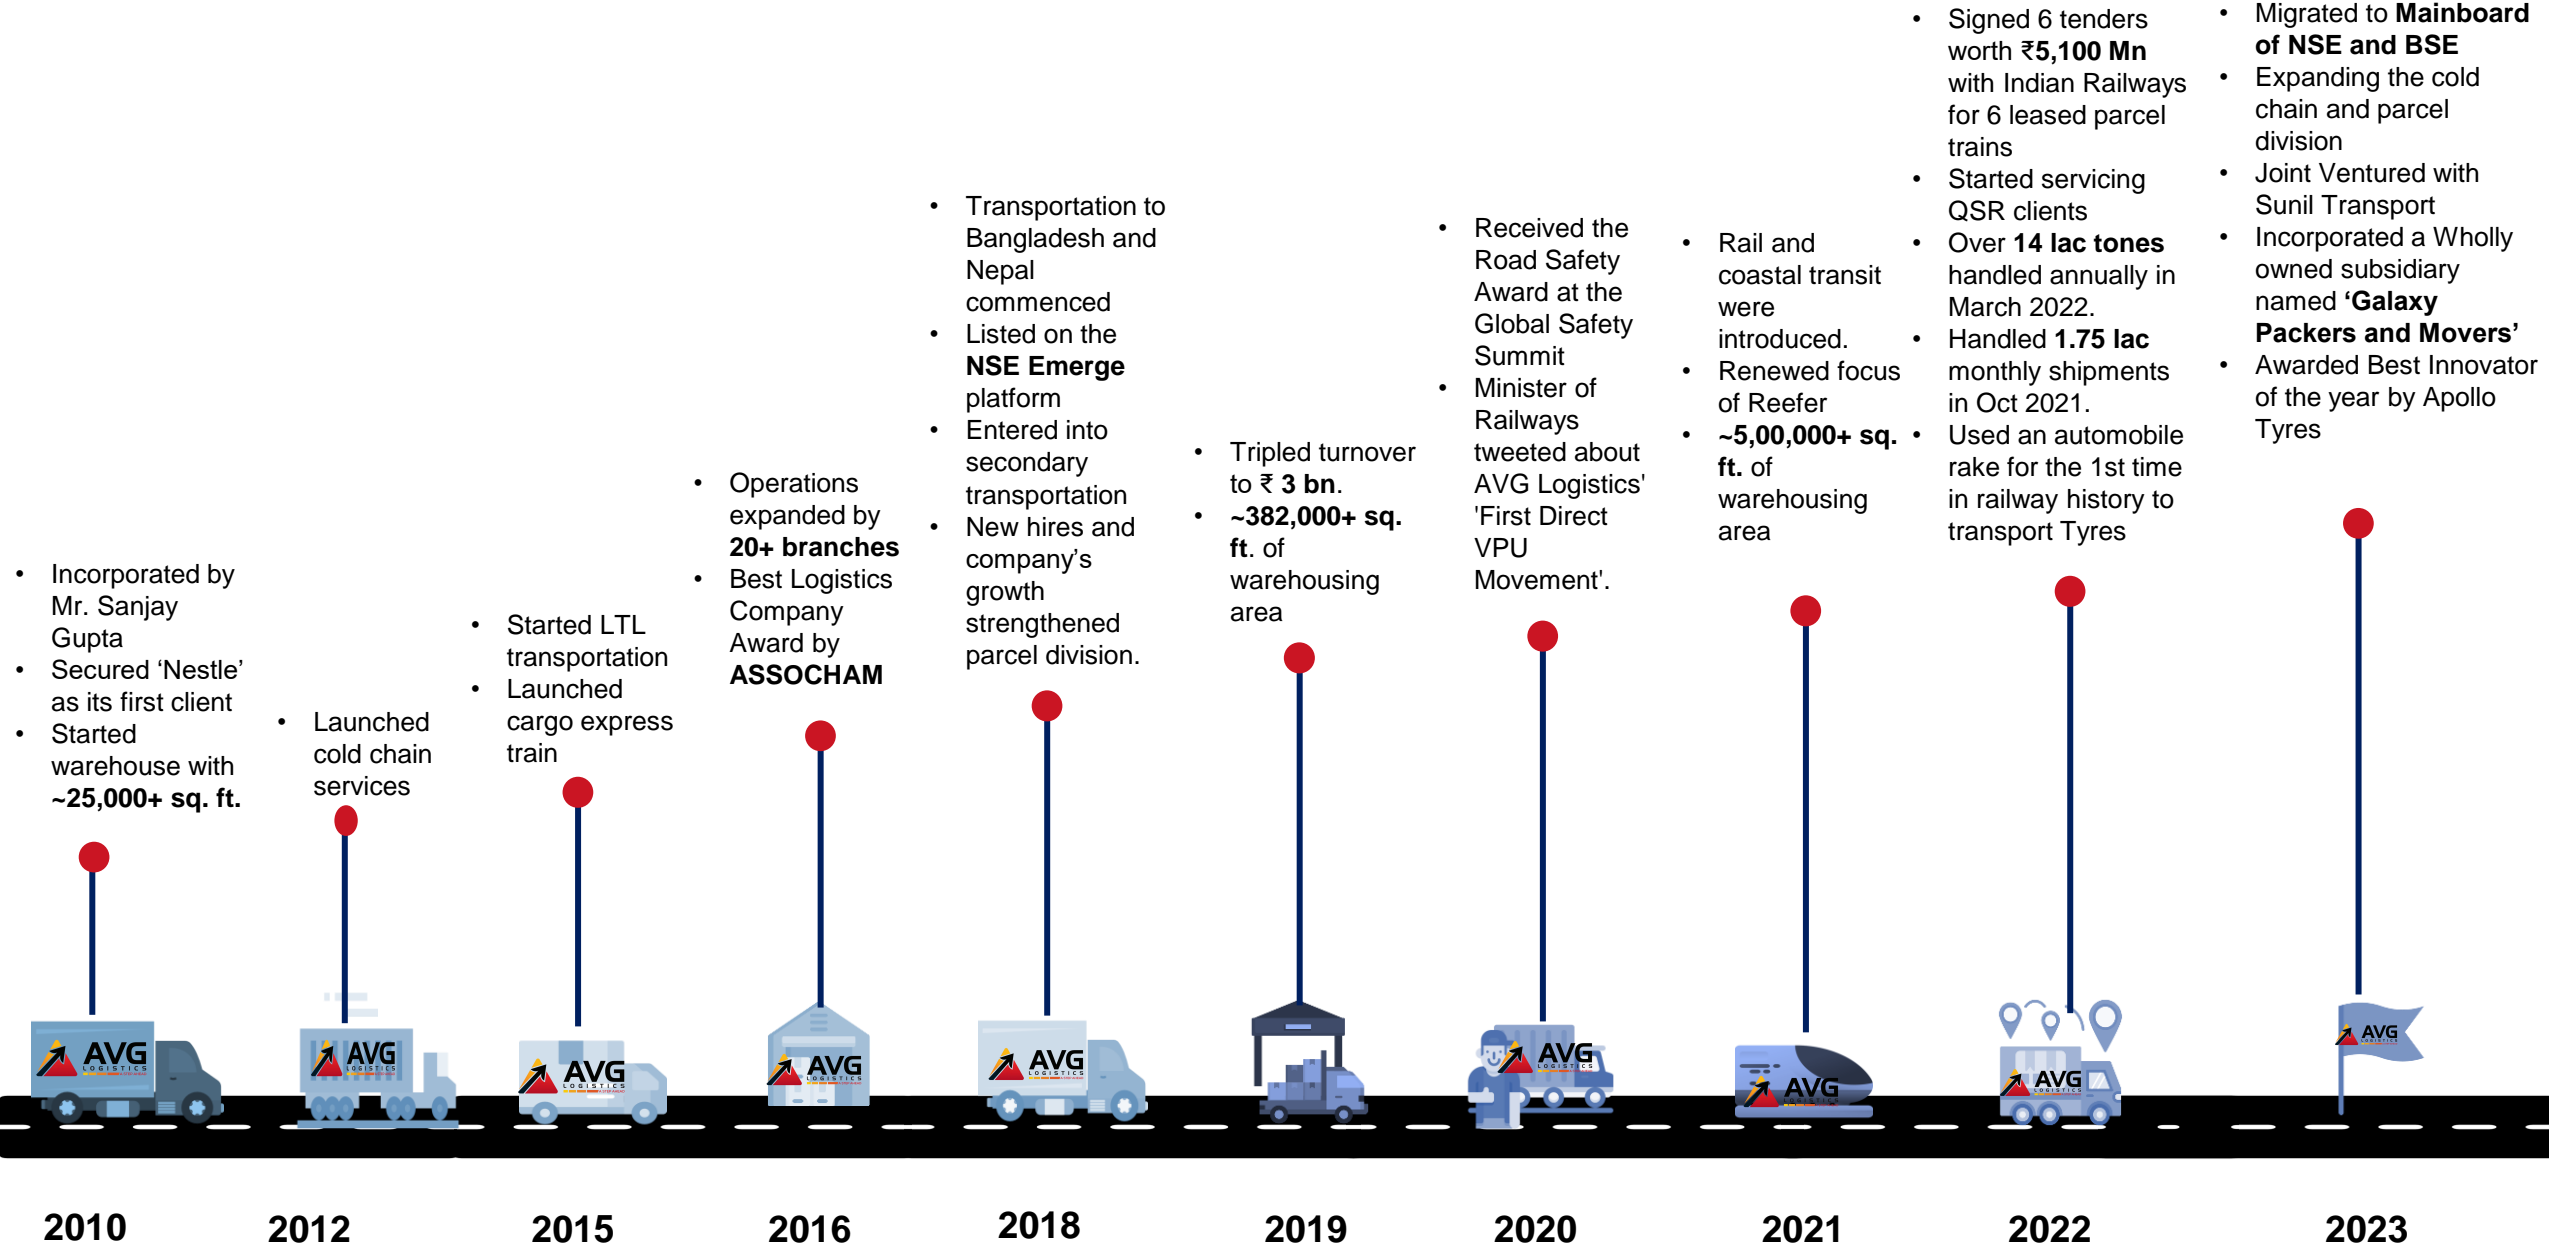 • Incorporated by
Mr. Sanjay
Gupta
• Secured ‘Nestle’
as its first client
• Started
warehouse with
~25,000+ sq. ft.
• Launched
cold chain
services
• Started LTL
transportation
• Launched
cargo express
train
• Operations
expanded by
20+ branches
• Best Logistics
Company
Award by
ASSOCHAM
• Transportation to
Bangladesh and
Nepal
commenced
• Listed on the
NSE Emerge
platform
• Entered into
secondary
transportation
• New hires and
company’s
growth
strengthened
parcel division.
• Tripled turnover
to ₹ 3 bn.
• ~382,000+ sq.
ft. of
warehousing
area
• Received the
Road Safety
Award at the
Global Safety
Summit
• Minister of
Railways
tweeted about
AVG Logistics'
'First Direct
VPU
Movement'.
• Rail and
coastal transit
were
introduced.
• Renewed focus
of Reefer
• ~5,00,000+ sq.
ft. of
warehousing
area
• Signed 6 tenders
worth ₹5,100 Mn
with Indian Railways
for 6 leased parcel
trains
• Started servicing
QSR clients
• Over 14 lac tones
handled annually in
March 2022.
• Handled 1.75 lac
monthly shipments
in Oct 2021.
• Used an automobile
rake for the 1st time
in railway history to
transport Tyres
• Migrated to Mainboard
of NSE and BSE
• Expanding the cold
chain and parcel
division
• Joint Ventured with
Sunil Transport
• Incorporated a Wholly
owned subsidiary
named ‘Galaxy
Packers and Movers’
• Awarded Best Innovator
of the year by Apollo
Tyres
AVG
LOGISTICS
AVG
LOGISTICS
AVG
LOGISTICS
AVG
LOGISTICS
AVG
LOGISTICS
AVG
LOGISTICS
AVG
LOGISTICS
AVG
LOGISTICS
AVG
LOGISTICS
2010
2012
2015
2016
2018
2019
2020
2021
2022
2023